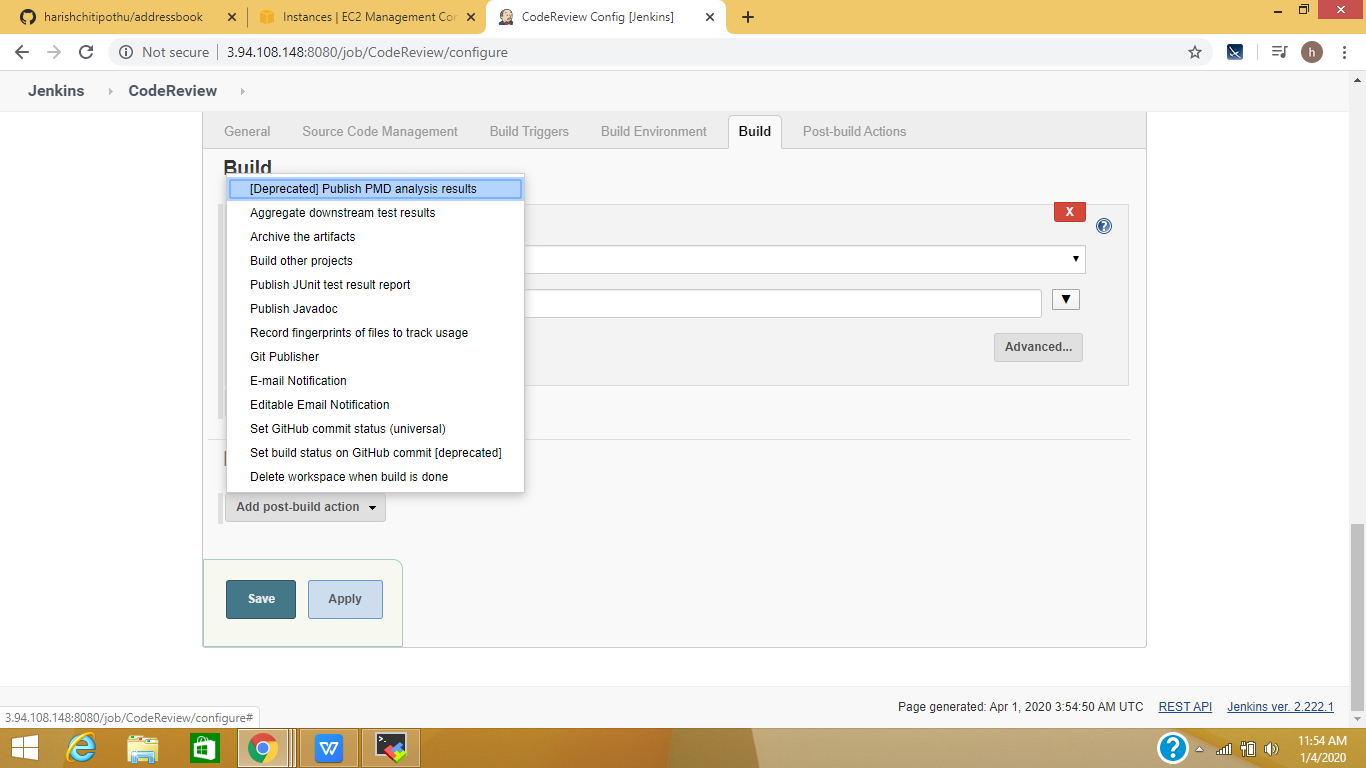 harishchitipothu/addressbook
Instances | EC2 Management Con
CodeReview Config [Jenkins]
Not secure | 3.94.108.148:8080/job/CodeReview/configure
h
Jenkins
CodeReview
General
Source Code Management
Build Triggers
Build Environment
Build
Post-build Actions
Build
[Deprecated] Publish PMD analysis results
Aggregate downstream test results
X
Archive the artifacts
Build other projects
Publish JUnit test result report
Publish Javadoc
Record fingerprints of files to track usage
Advanced...
Git Publisher
E-mail Notification
Editable Email Notification
Set GitHub commit status (universal)
Set build status on GitHub commit [deprecated]
Delete workspace when build is done
Add post-build action
Save
Apply
Page generated: Apr 1, 2020 3:54:50 AM UTC
REST API
Jenkins ver. 2.222.1
3.94.108.148:8080/job/CodeReview/configure#
11:54 AM
1/4/2020